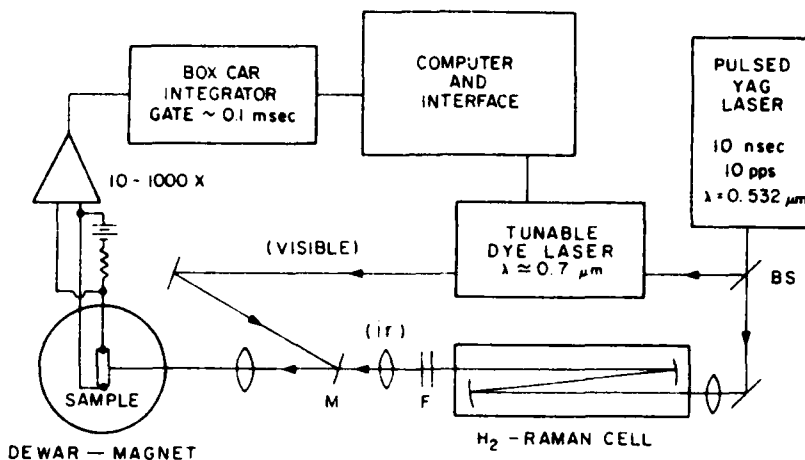 BOX CAR
INTEGRATOR
GATE ~ 0.1 msec
COMPUTER
AND
INTERFACE
PULSED
YAG
LASER
10 nsec
10 pps
λ = 0.532 μm
10 - 1000 X
(VISIBLE)
TUNABLE
DYE LASER
λ ≃ 0.7 μm
BS
(ir)
SAMPLE
M
F
DEWAR — MAGNET
H₂ - RAMAN CELL